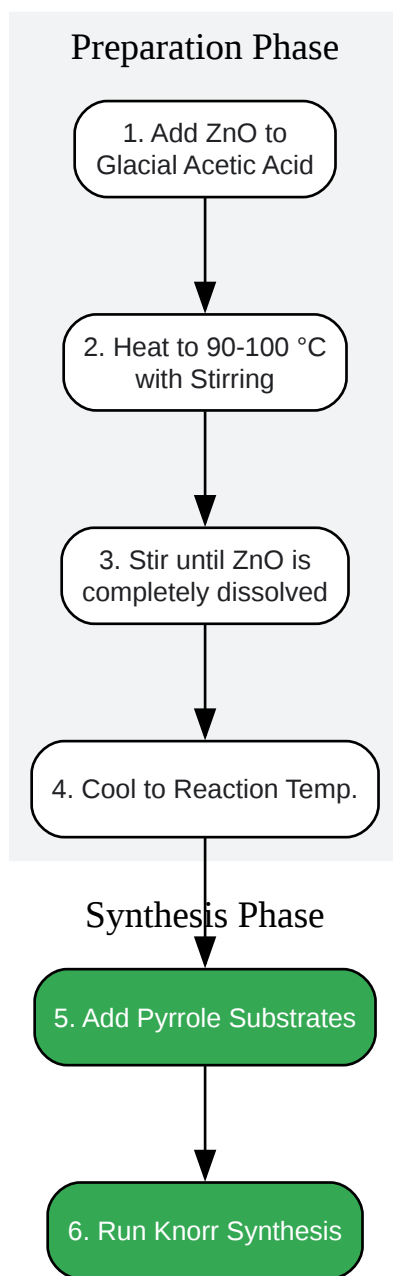 Preparation Phase
1. Add ZnO to
Glacial Acetic Acid
2. Heat to 90-100 °C
with Stirring
3. Stir until ZnO is
completely dissolved
4. Cool to Reaction Temp.
Synthesis Phase
5. Add Pyrrole Substrates
6. Run Knorr Synthesis